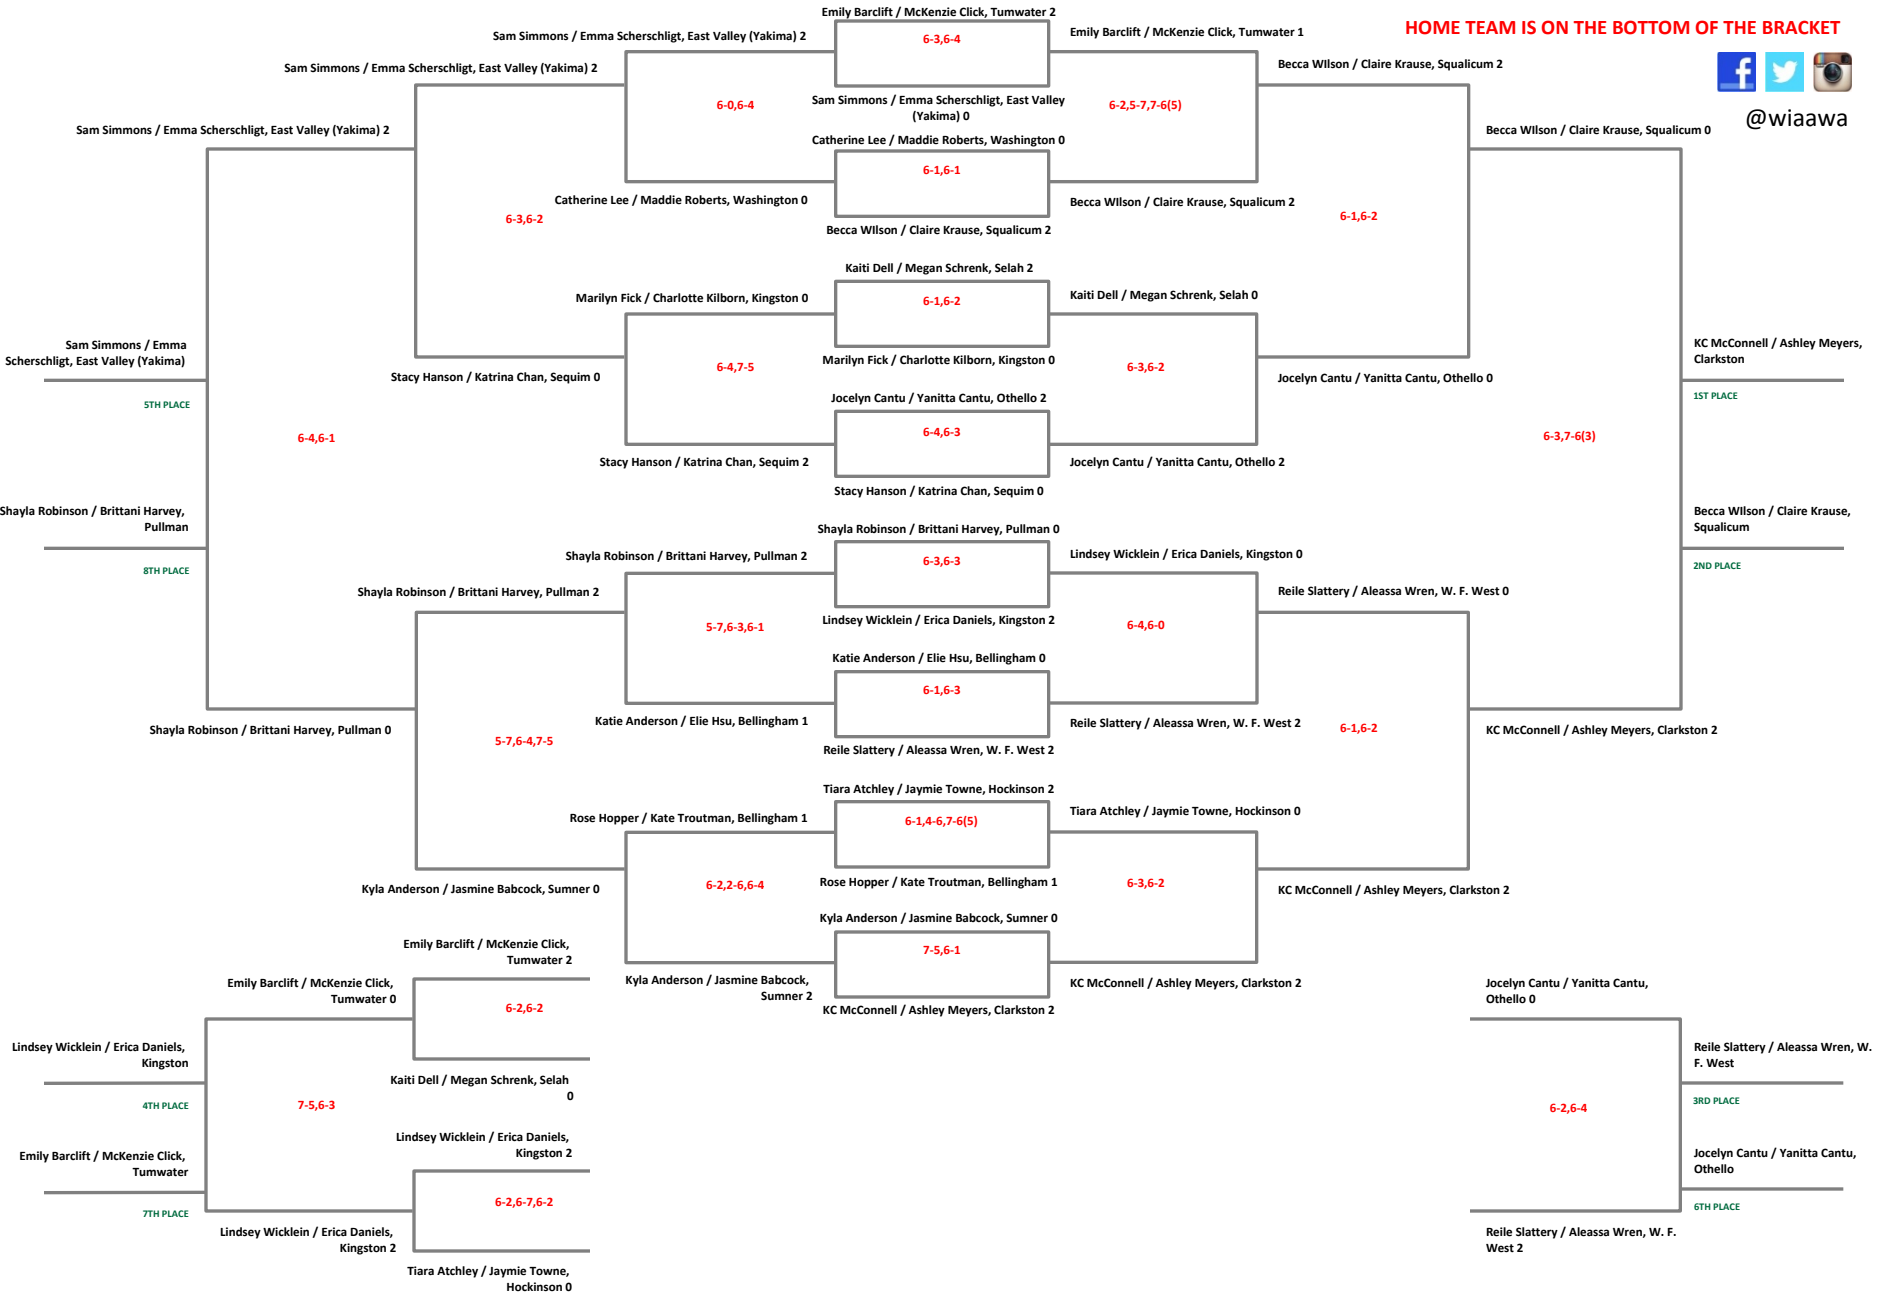 Emily Barclift / McKenzie Click, Tumwater 2
HOME TEAM IS ON THE BOTTOM OF THE BRACKET
Sam Simmons / Emma Scherschligt, East Valley (Yakima) 2
6-3,6-4
Emily Barclift / McKenzie Click, Tumwater 1
Sam Simmons / Emma Scherschligt, East Valley (Yakima) 2
Becca WIlson / Claire Krause, Squalicum 2
6-0,6-4
Sam Simmons / Emma Scherschligt, East Valley
(Yakima) 0
6-2,5-7,7-6(5)
@wiaawa
Sam Simmons / Emma Scherschligt, East Valley (Yakima) 2
Catherine Lee / Maddie Roberts, Washington 0
Becca WIlson / Claire Krause, Squalicum 0
6-1,6-1
Catherine Lee / Maddie Roberts, Washington 0
Becca WIlson / Claire Krause, Squalicum 2
6-3,6-2
6-1,6-2
Becca WIlson / Claire Krause, Squalicum 2
Kaiti Dell / Megan Schrenk, Selah 2
Marilyn Fick / Charlotte Kilborn, Kingston 0
6-1,6-2
Kaiti Dell / Megan Schrenk, Selah 0
Sam Simmons / Emma
Scherschligt, East Valley (Yakima)
Marilyn Fick / Charlotte Kilborn, Kingston 0
KC McConnell / Ashley Meyers,
Clarkston
6-4,7-5
6-3,6-2
Stacy Hanson / Katrina Chan, Sequim 0
Jocelyn Cantu / Yanitta Cantu, Othello 0
5TH PLACE
Jocelyn Cantu / Yanitta Cantu, Othello 2
1ST PLACE
6-4,6-1
6-4,6-3
6-3,7-6(3)
Stacy Hanson / Katrina Chan, Sequim 2
Jocelyn Cantu / Yanitta Cantu, Othello 2
Stacy Hanson / Katrina Chan, Sequim 0
Shayla Robinson / Brittani Harvey,
Pullman
Becca WIlson / Claire Krause,
Squalicum
Shayla Robinson / Brittani Harvey, Pullman 0
Shayla Robinson / Brittani Harvey, Pullman 2
6-3,6-3
Lindsey Wicklein / Erica Daniels, Kingston 0
8TH PLACE
2ND PLACE
Shayla Robinson / Brittani Harvey, Pullman 2
Reile Slattery / Aleassa Wren, W. F. West 0
Lindsey Wicklein / Erica Daniels, Kingston 2
5-7,6-3,6-1
6-4,6-0
Katie Anderson / Elie Hsu, Bellingham 0
6-1,6-3
Katie Anderson / Elie Hsu, Bellingham 1
Reile Slattery / Aleassa Wren, W. F. West 2
Shayla Robinson / Brittani Harvey, Pullman 0
5-7,6-4,7-5
6-1,6-2
KC McConnell / Ashley Meyers, Clarkston 2
Reile Slattery / Aleassa Wren, W. F. West 2
Tiara Atchley / Jaymie Towne, Hockinson 2
Rose Hopper / Kate Troutman, Bellingham 1
6-1,4-6,7-6(5)
Tiara Atchley / Jaymie Towne, Hockinson 0
Kyla Anderson / Jasmine Babcock, Sumner 0
6-2,2-6,6-4
Rose Hopper / Kate Troutman, Bellingham 1
6-3,6-2
KC McConnell / Ashley Meyers, Clarkston 2
Kyla Anderson / Jasmine Babcock, Sumner 0
Emily Barclift / McKenzie Click,
Tumwater 2
7-5,6-1
Emily Barclift / McKenzie Click,
Tumwater 0
Kyla Anderson / Jasmine Babcock,
Sumner 2
KC McConnell / Ashley Meyers, Clarkston 2
Jocelyn Cantu / Yanitta Cantu,
Othello 0
6-2,6-2
KC McConnell / Ashley Meyers, Clarkston 2
Lindsey Wicklein / Erica Daniels,
Kingston
Reile Slattery / Aleassa Wren, W.
F. West
Kaiti Dell / Megan Schrenk, Selah
0
4TH PLACE
7-5,6-3
6-2,6-4
3RD PLACE
Lindsey Wicklein / Erica Daniels,
Kingston 2
Emily Barclift / McKenzie Click,
Tumwater
Jocelyn Cantu / Yanitta Cantu,
Othello
7TH PLACE
6-2,6-7,6-2
6TH PLACE
Lindsey Wicklein / Erica Daniels,
Kingston 2
Reile Slattery / Aleassa Wren, W. F.
West 2
Tiara Atchley / Jaymie Towne,
Hockinson 0